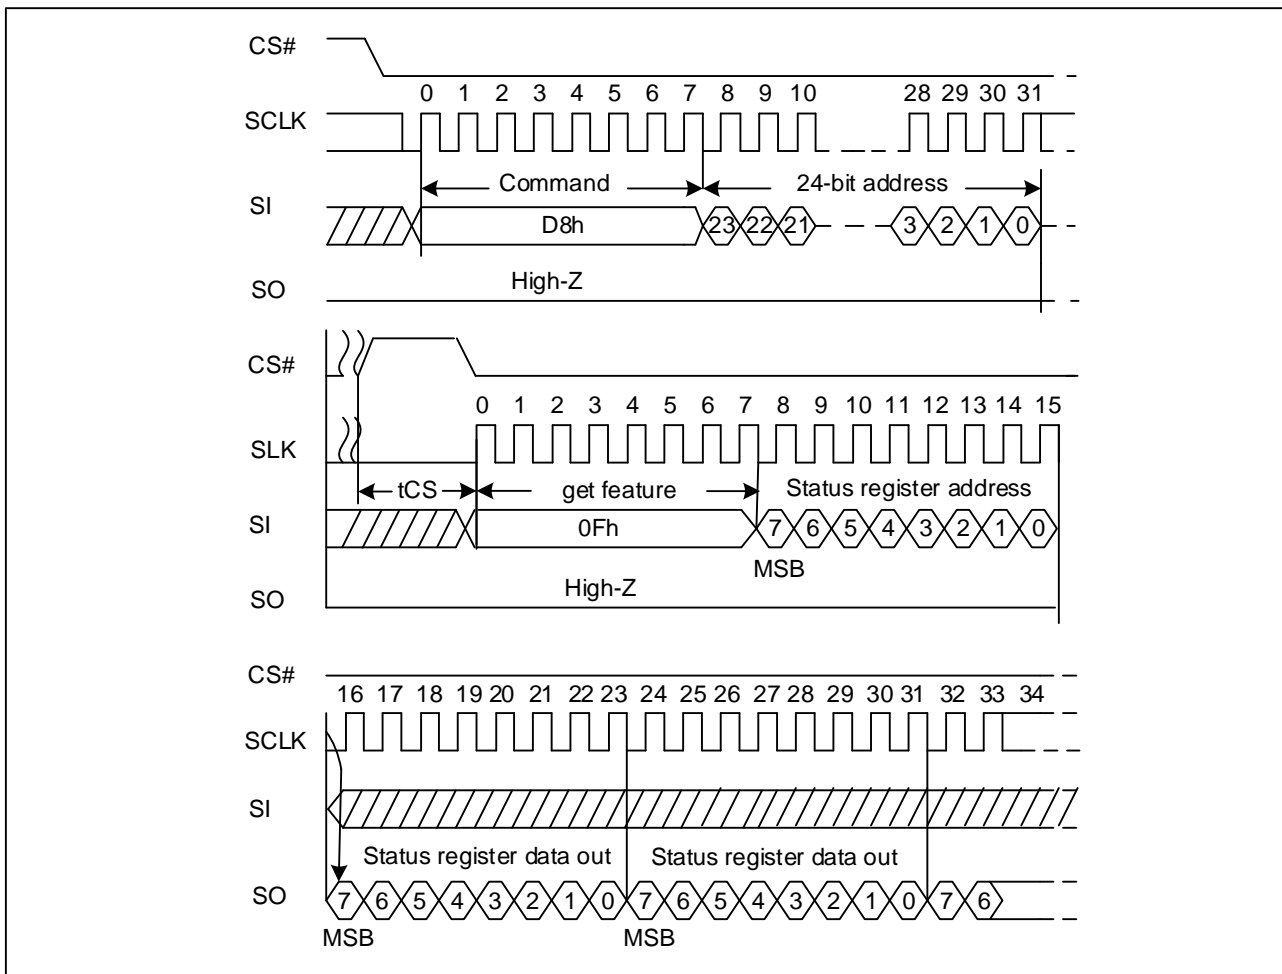 CS#
0 1 2 3 4 5 6 7 8 9 10 28 29 30 31
SCLK
Command 24-bit address
SI
D8h 23 22 21 3 2 1 0
High-Z
SO
CS#
0 1 2 3 4 5 6 7 8 9 10 11 12 13 14 15
SLK
tCS get feature Status register address
SI
0Fh 7 6 5 4 3 2 1 0
MSB
High-Z
SO
CS#
16 17 18 19 20 21 22 23 24 25 26 27 28 29 30 31 32 33 34
SCLK
SI
Status register data out Status register data out
SO 7 6 5 4 3 2 1 0 7 6 5 4 3 2 1 0 7 6
MSB MSB